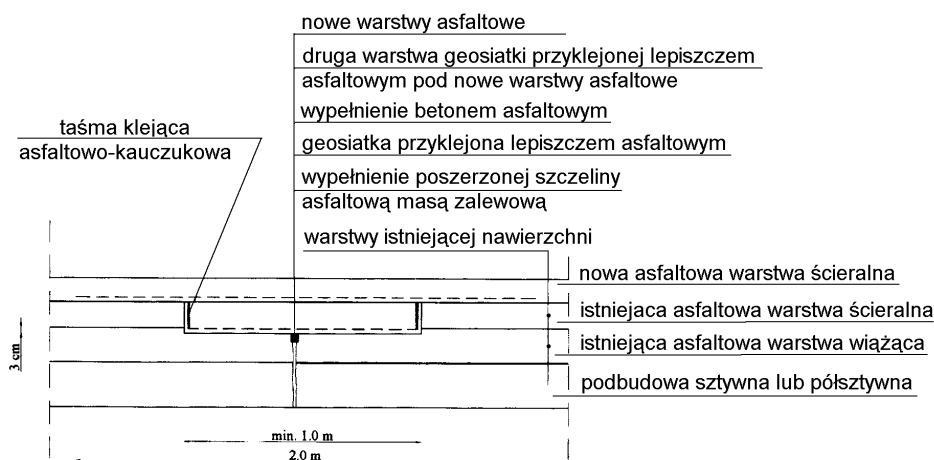 nowe warstwy asfaltowe
druga warstwa geosiatki przyklejonej lepiszczem
asfaltowym pod nowe warstwy asfaltowe
wypełnienie betonem asfaltowym
taśma klejąca
asfaltowo-kauczukowa
geosiatka przyklejona lepiszczem asfaltowym
wypełnienie poszerzonej szczeliny
asfaltową masą zalewową
warstwy istniejącej nawierzchni
nowa asfaltowa warstwa ścieralna
istniejaca asfaltowa warstwa ścieralna
istniejąca asfaltowa warstwa wiążąca
podbudowa sztywna lub półsztywna
3 cm
min. 1.0 m
2.0 m